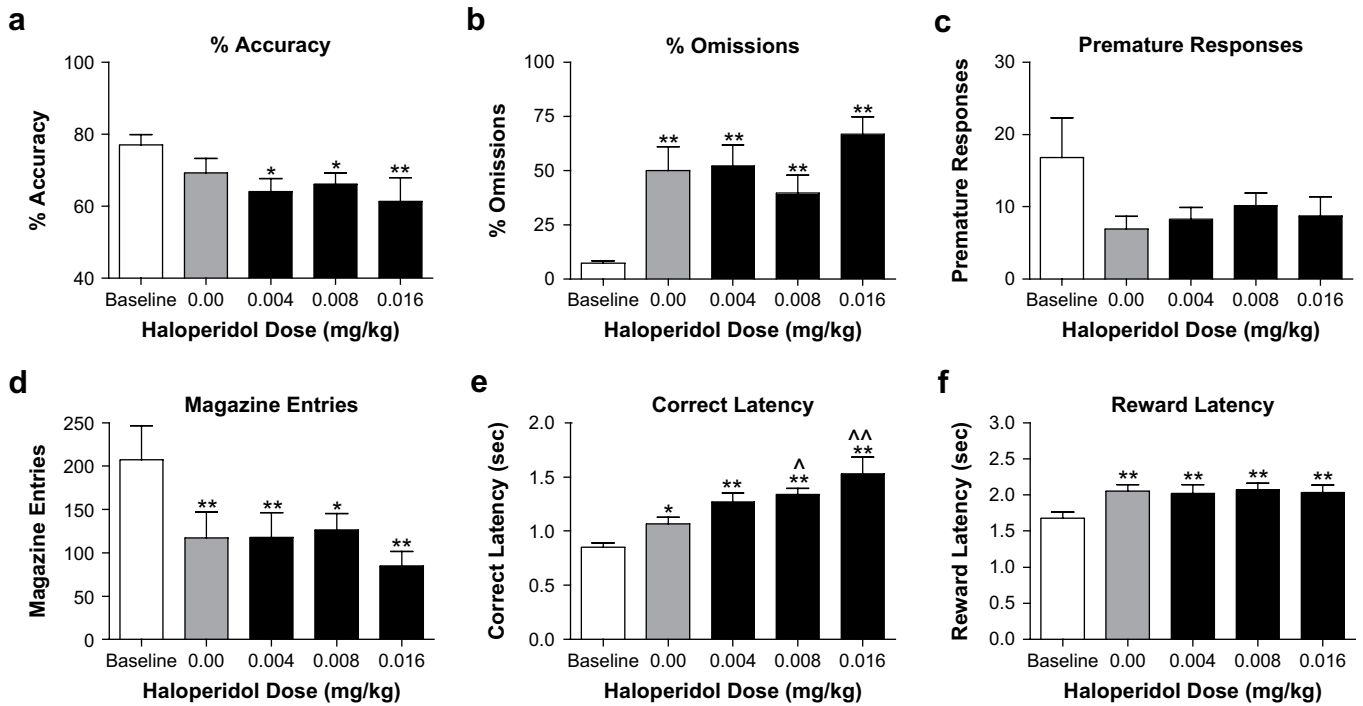 a
% Accuracy
% Accuracy
100
80
60
40
*
*
**
Baseline 0.00 0.004 0.008 0.016
Haloperidol Dose (mg/kg)
b
% Omissions
% Omissions
100
75
50
25
0
**
**
**
**
Baseline 0.00 0.004 0.008 0.016
Haloperidol Dose (mg/kg)
c
Premature Responses
Premature Responses
30
20
10
0
Baseline 0.00 0.004 0.008 0.016
Haloperidol Dose (mg/kg)
d
Magazine Entries
Magazine Entries
250
200
150
100
50
0
**
**
*
**
Baseline 0.00 0.004 0.008 0.016
Haloperidol Dose (mg/kg)
e
Correct Latency
Correct Latency (sec)
2.0
1.5
1.0
0.5
0.0
*
**
^
**
^^
**
Baseline 0.00 0.004 0.008 0.016
Haloperidol Dose (mg/kg)
f
Reward Latency
Reward Latency (sec)
3.0
2.5
2.0
1.5
1.0
0.5
0.0
**
**
**
**
Baseline 0.00 0.004 0.008 0.016
Haloperidol Dose (mg/kg)